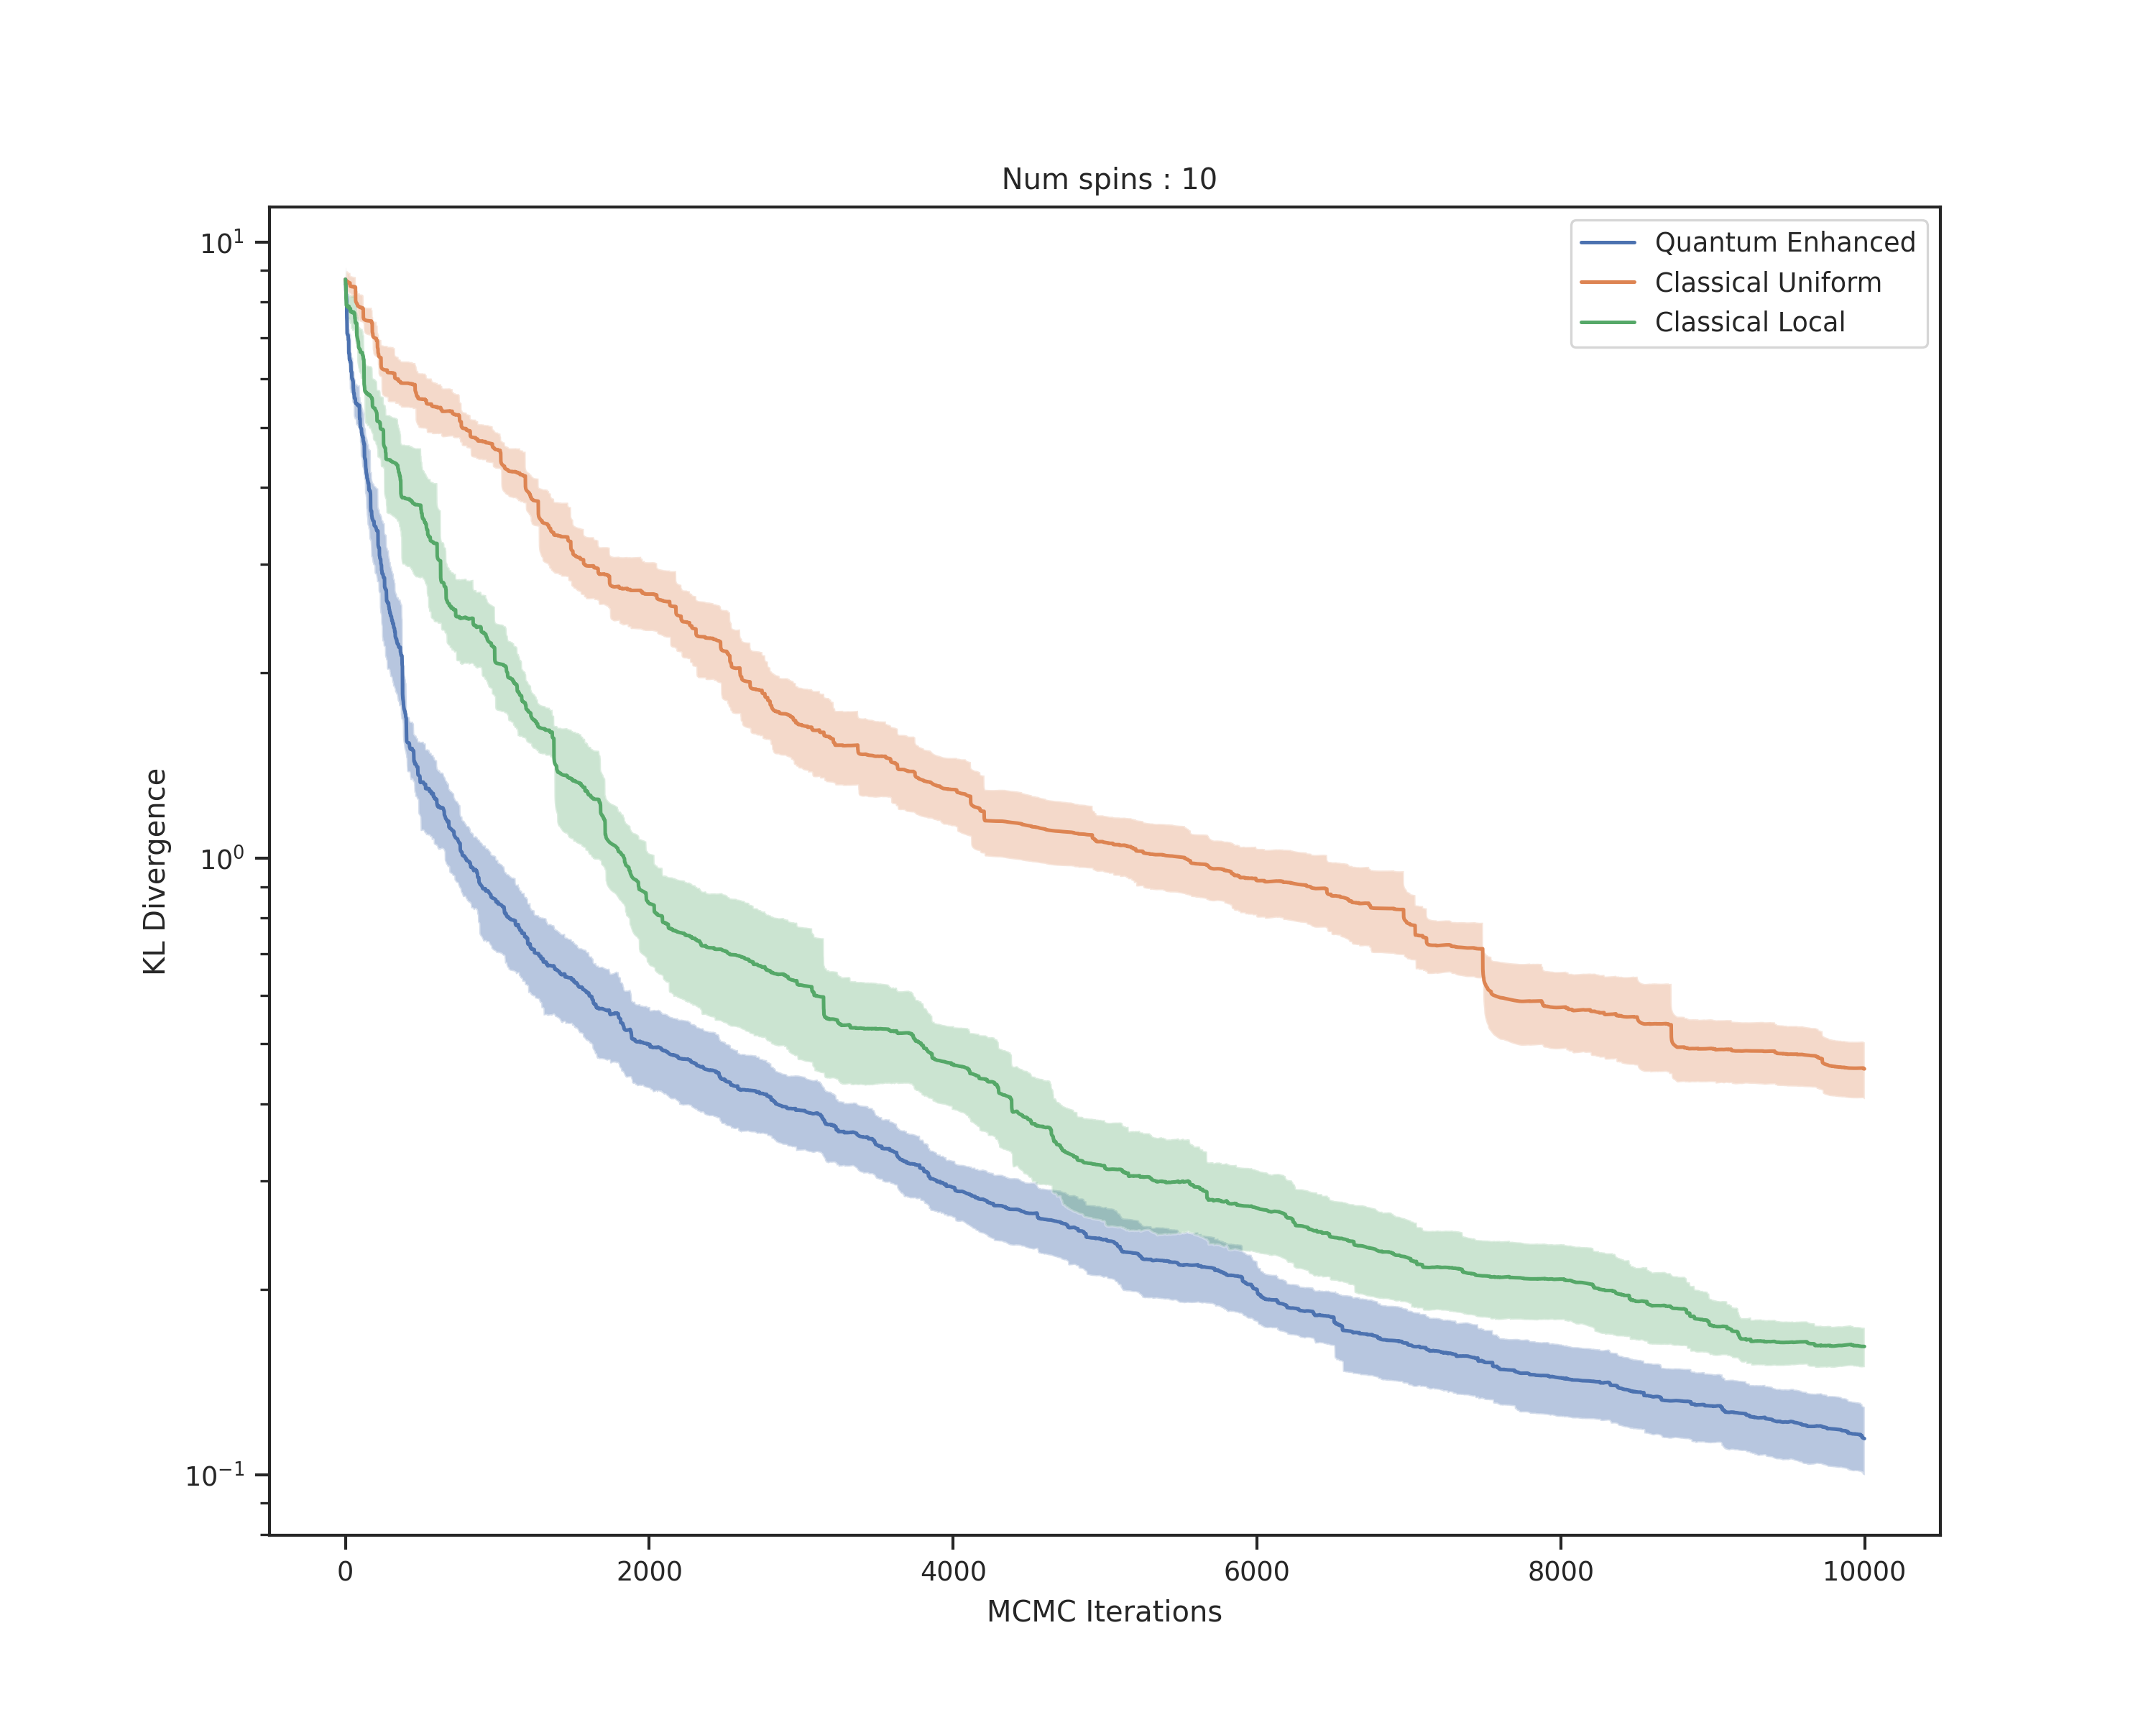 Num spins : 10
10¹
10⁰
10⁻¹
KL Divergence
Quantum Enhanced
Classical Uniform
Classical Local
0 2000 4000 6000 8000 10000
MCMC Iterations